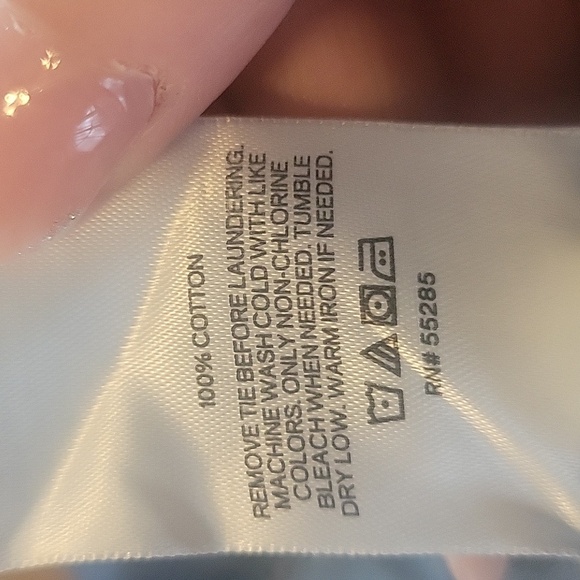 100% COTTON
REMOVE TIE BEFORE LAUNDERING.
MACHINE WASH COLD WITH LIKE
COLORS. ONLY NON-CHLORINE
BLEACH WHEN NEEDED. TUMBLE
DRY LOW. WARM IRON IF NEEDED.
RN# 55285